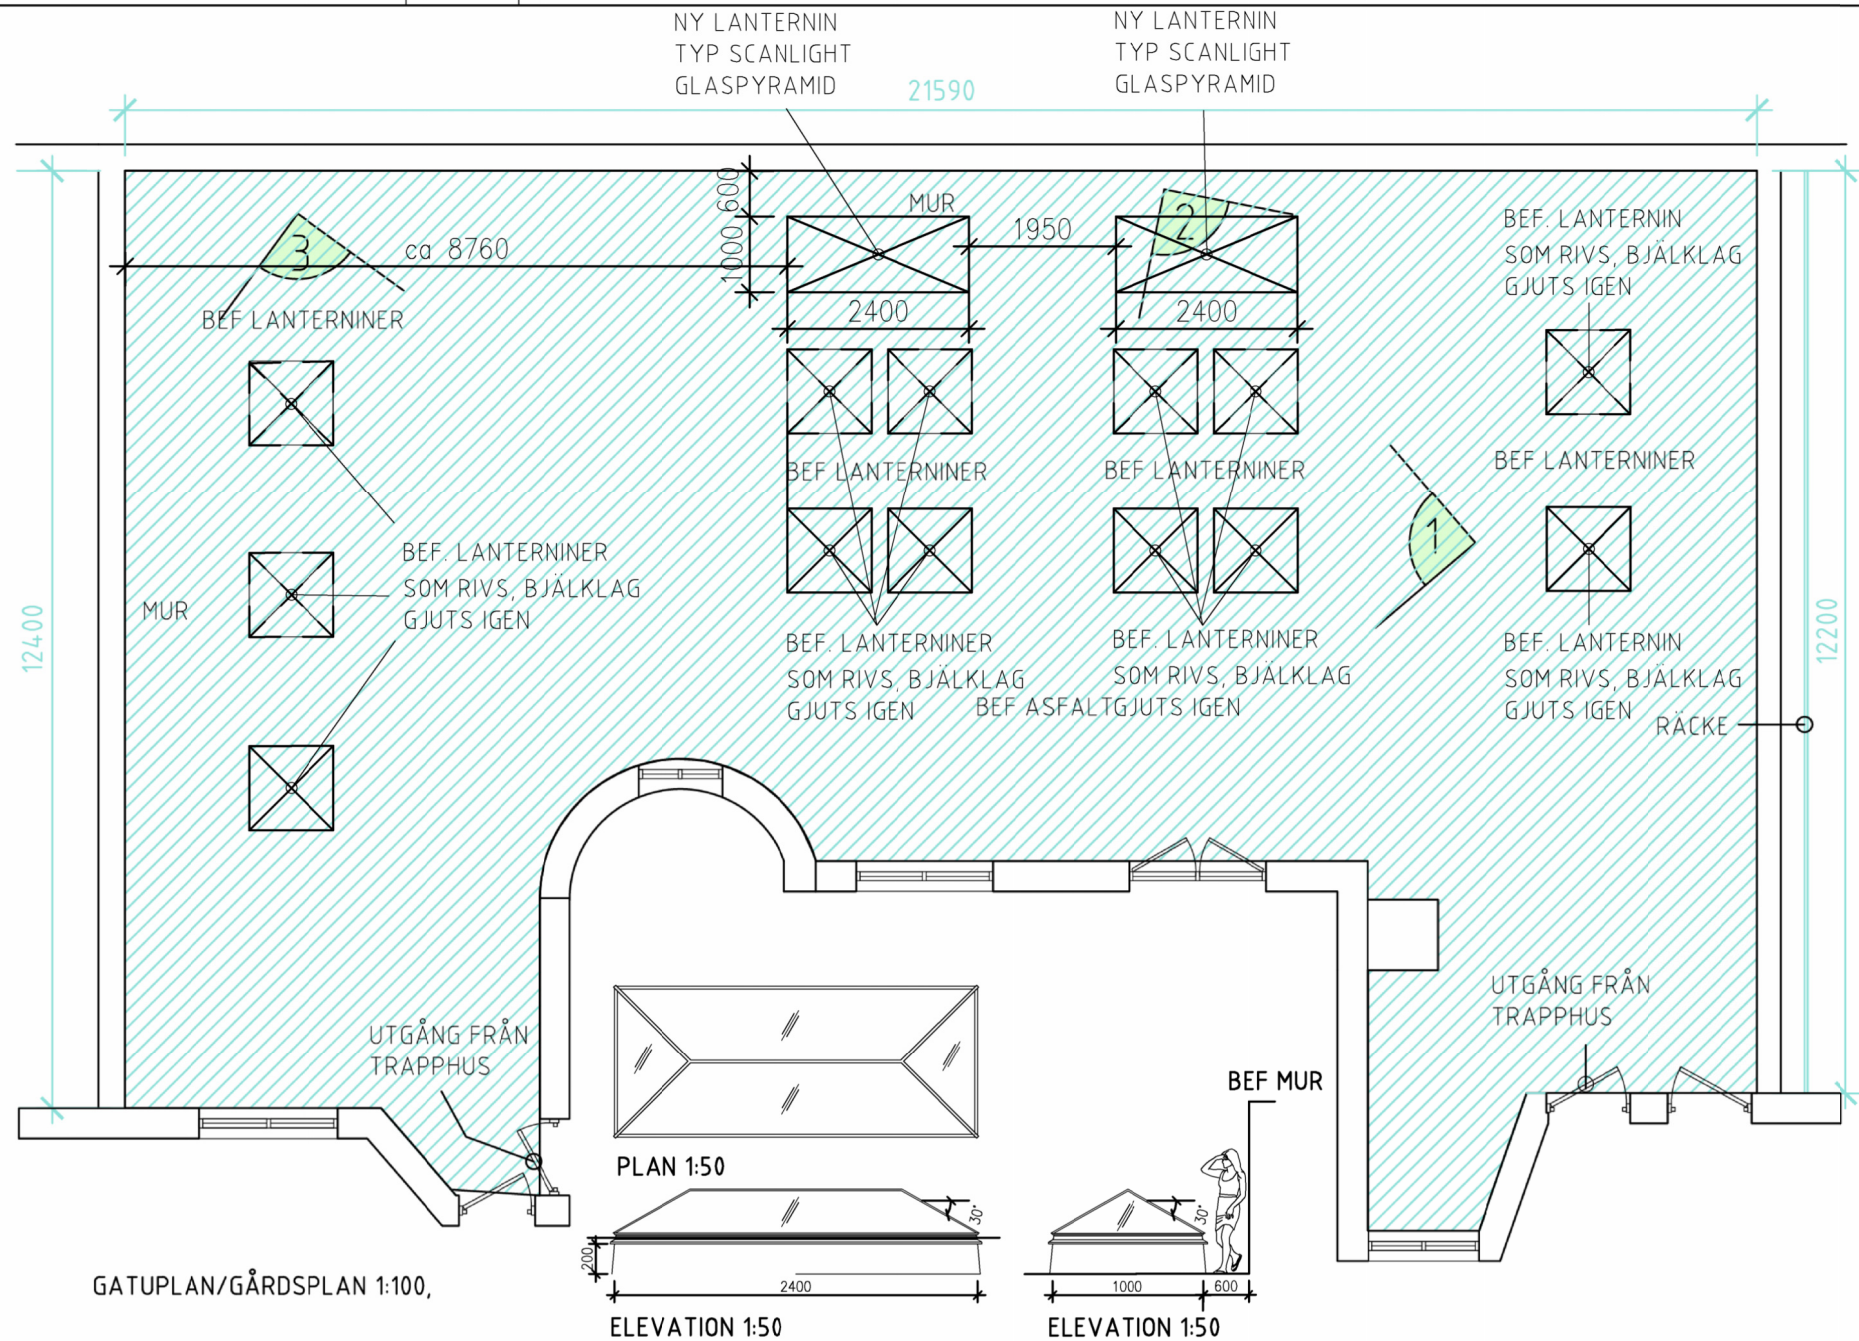 NY LANTERNIN
TYP SCANLIGHT
GLASPYRAMID
NY LANTERNIN
TYP SCANLIGHT
GLASPYRAMID
21590
600
1000
MUR
1950
2
3
ca 8760
2400
2400
BEF LANTERNINER
BEF. LANTERNIN
SOM RIVS, BJÄLKLAG
GJUTS IGEN
BEF LANTERNINER
BEF LANTERNINER
BEF LANTERNINER
1
BEF. LANTERNINER
SOM RIVS, BJÄLKLAG
GJUTS IGEN
MUR
12400
12200
BEF. LANTERNINER
SOM RIVS, BJÄLKLAG
GJUTS IGEN
BEF ASFALT
BEF. LANTERNINER
SOM RIVS, BJÄLKLAG
GJUTS IGEN
BEF. LANTERNIN
SOM RIVS, BJÄLKLAG
GJUTS IGEN
RÄCKE
UTGÅNG FRÅN
TRAPPHUS
UTGÅNG FRÅN
TRAPPHUS
BEF MUR
PLAN 1:50
30°
30°
200
2400
1000
600
GATUPLAN/GÅRDSPLAN 1:100,
ELEVATION 1:50
ELEVATION 1:50